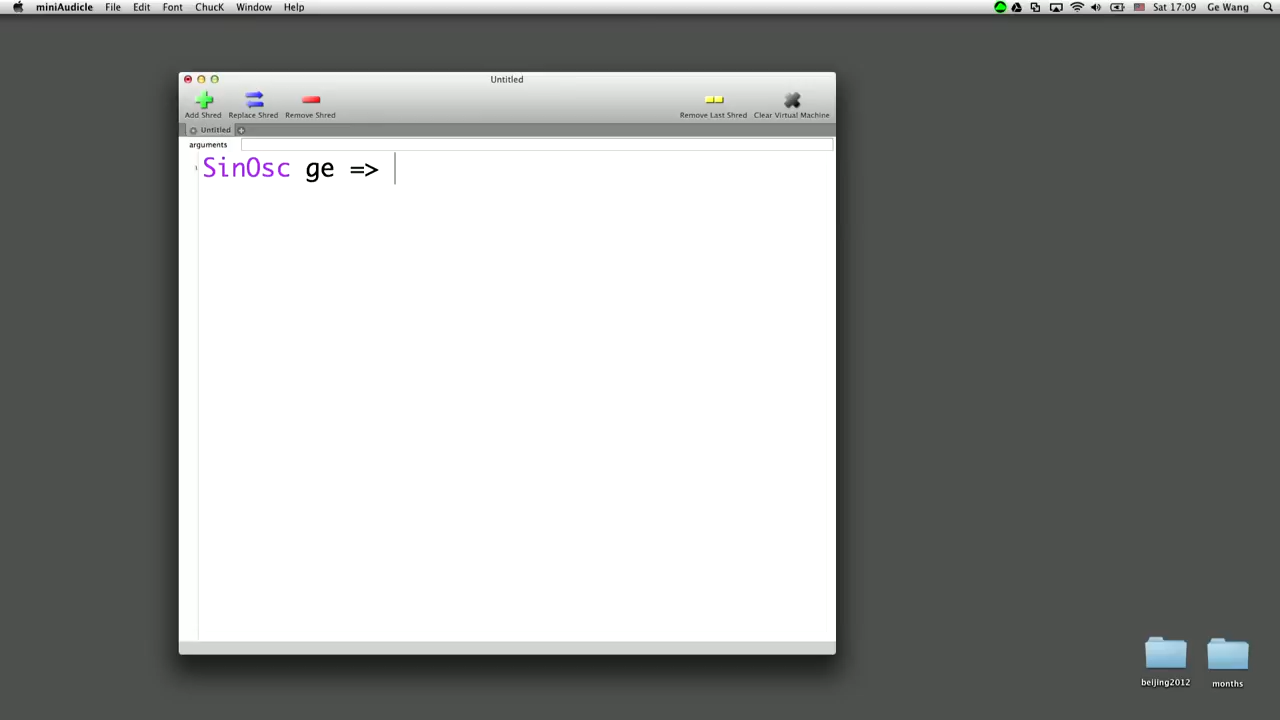 miniAudicle File Edit Font ChucK Window Help Sat 17:09 Ge Wang
Untitled
Add Shred Replace Shred Remove Shred Remove Last Shred Clear Virtual Machine
Untitled
arguments
SinOsc ge =>
beijing2012 months